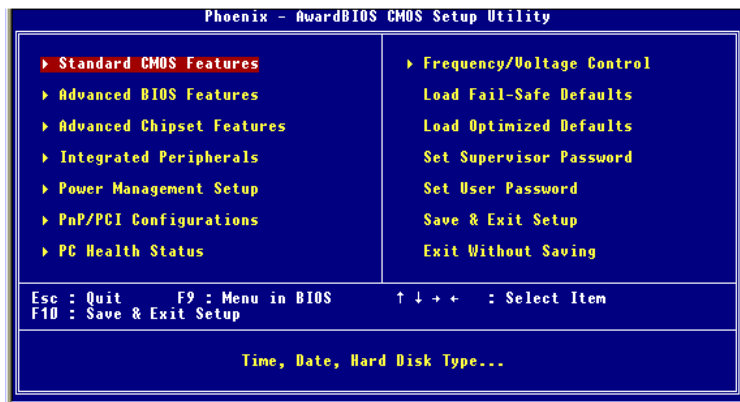 Phoenix - AwardBIOS CMOS Setup Utility
Standard CMOS Features
Advanced BIOS Features
Advanced Chipset Features
Integrated Peripherals
Power Management Setup
PnP/PCI Configurations
PC Health Status
Frequency/Voltage Control
Load Fail-Safe Defaults
Load Optimized Defaults
Set Supervisor Password
Set User Password
Save & Exit Setup
Exit Without Saving
Esc : Quit F9 : Menu in BIOS ↑ ↓ → ← : Select Item
F10 : Save & Exit Setup
Time, Date, Hard Disk Type...